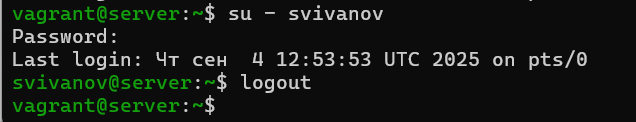 vagrant@server:~$ su - svivanov
Password:
Last login: Чт сен  4 12:53:53 UTC 2025 on pts/0
svivanov@server:~$ logout
vagrant@server:~$